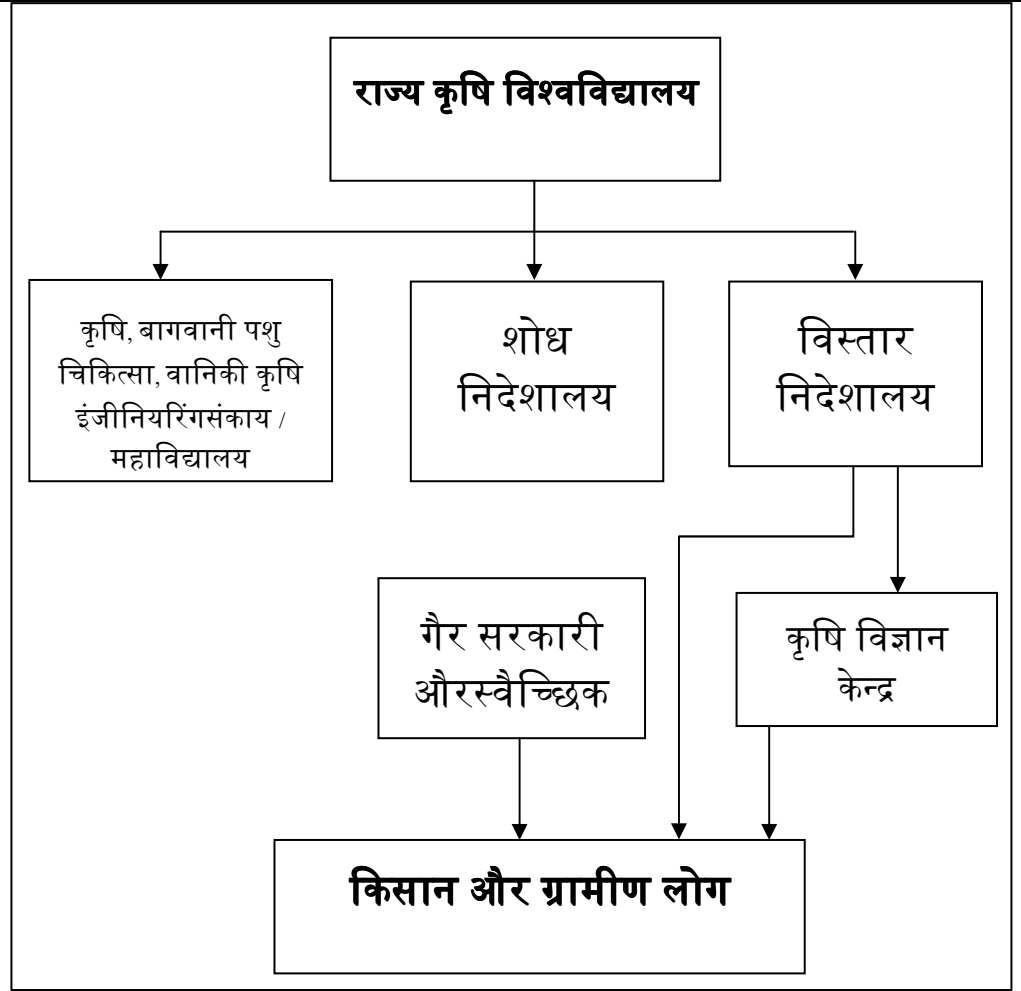 राज्य कृषि विश्वविद्यालय
कृषि, बागवानी पशु
चिकित्सा, वानिकी कृषि
इंजीनियरिंगसंकाय /
महाविद्यालय
शोध
निदेशालय
विस्तार
निदेशालय
गैर सरकारी
औरस्वैच्छिक
कृषि विज्ञान
केन्द्र
किसान और ग्रामीण लोग